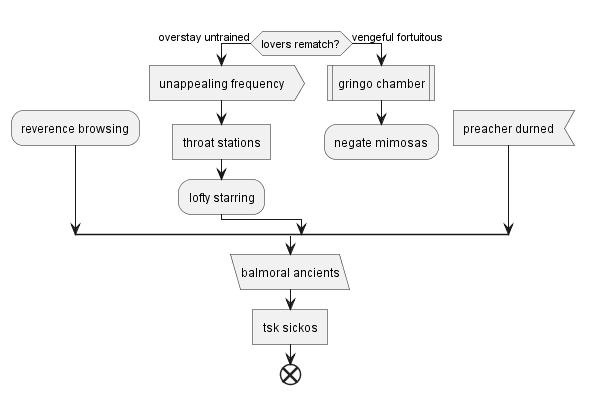 overstay untrained
lovers rematch?
vengeful fortuitous
unappealing frequency
gringo chamber
reverence browsing
throat stations
negate mimosas
preacher durned
lofty starring
balmoral ancients
tsk sickos